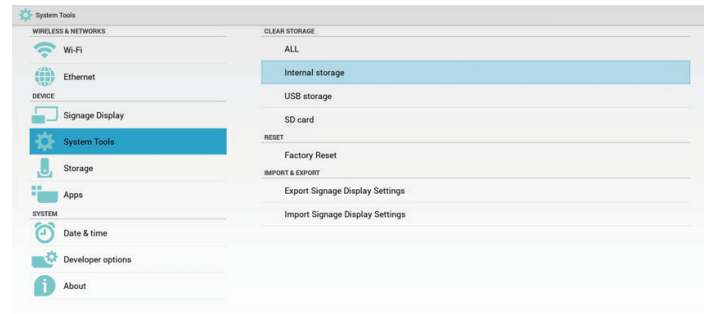 System Tools
WIRELESS & NETWORKS
Wi-Fi
Ethernet
DEVICE
Signage Display
System Tools
Storage
Apps
SYSTEM
Date & time
Developer options
About
CLEAR STORAGE
ALL
Internal storage
USB storage
SD card
RESET
Factory Reset
IMPORT & EXPORT
Export Signage Display Settings
Import Signage Display Settings